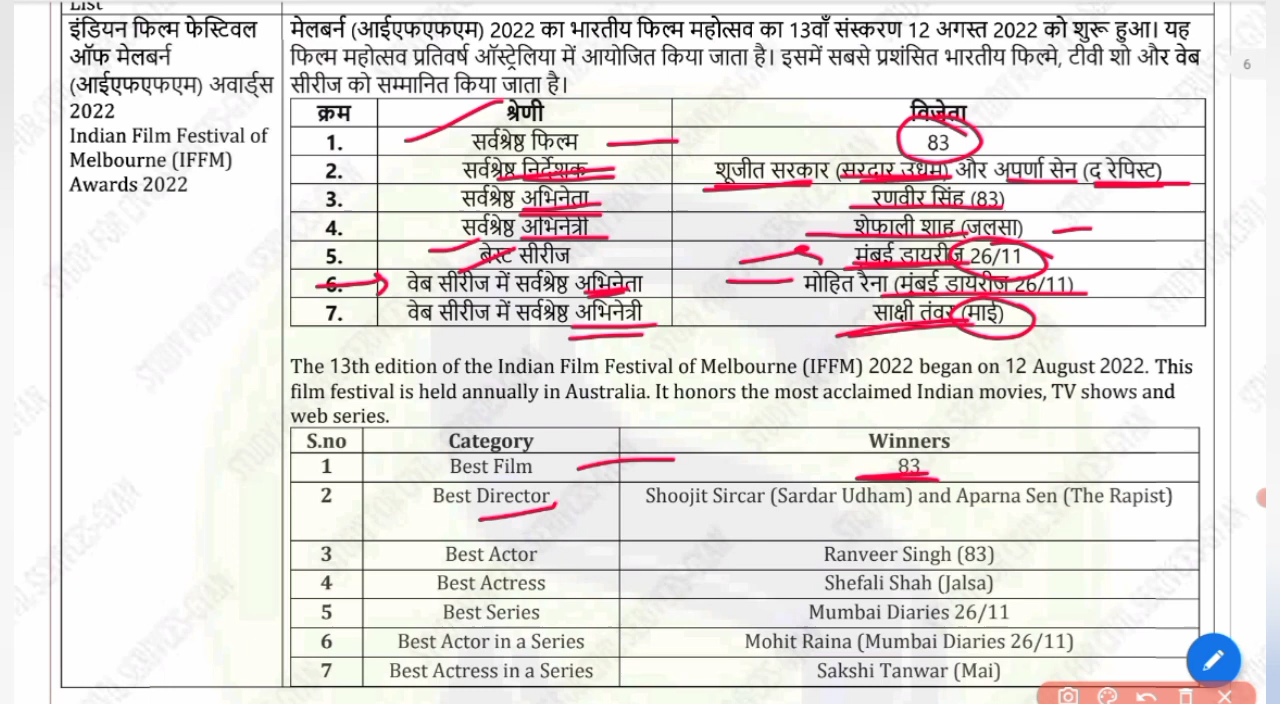 List
इंडियन फिल्म फेस्टिवल
ऑफ मेलबर्न
(आईएफएफएम) अवार्ड्स
2022
Indian Film Festival of
Melbourne (IFFM)
Awards 2022
मेलबर्न (आईएफएफएम) 2022 का भारतीय फिल्म महोत्सव का 13वाँ संस्करण 12 अगस्त 2022 को शुरू हुआ। यह
फिल्म महोत्सव प्रतिवर्ष ऑस्ट्रेलिया में आयोजित किया जाता है। इसमें सबसे प्रशंसित भारतीय फिल्मे, टीवी शो और वेब
सीरीज को सम्मानित किया जाता है।
क्रम श्रेणी विजेता
1. सर्वश्रेष्ठ फिल्म 83
2. सर्वश्रेष्ठ निर्देशक शूजीत सरकार (सरदार उधम) और अपर्णा सेन (द रेपिस्ट)
3. सर्वश्रेष्ठ अभिनेता रणवीर सिंह (83)
4. सर्वश्रेष्ठ अभिनेत्री शेफाली शाह (जलसा)
5. बेस्ट सीरीज मुंबई डायरीज 26/11
6. वेब सीरीज में सर्वश्रेष्ठ अभिनेता मोहित रैना (मुंबई डायरीज 26/11)
7. वेब सीरीज में सर्वश्रेष्ठ अभिनेत्री साक्षी तंवर (माई)
The 13th edition of the Indian Film Festival of Melbourne (IFFM) 2022 began on 12 August 2022. This
film festival is held annually in Australia. It honors the most acclaimed Indian movies, TV shows and
web series.
S.no Category Winners
1 Best Film 83
2 Best Director Shoojit Sircar (Sardar Udham) and Aparna Sen (The Rapist)
3 Best Actor Ranveer Singh (83)
4 Best Actress Shefali Shah (Jalsa)
5 Best Series Mumbai Diaries 26/11
6 Best Actor in a Series Mohit Raina (Mumbai Diaries 26/11)
7 Best Actress in a Series Sakshi Tanwar (Mai)
6